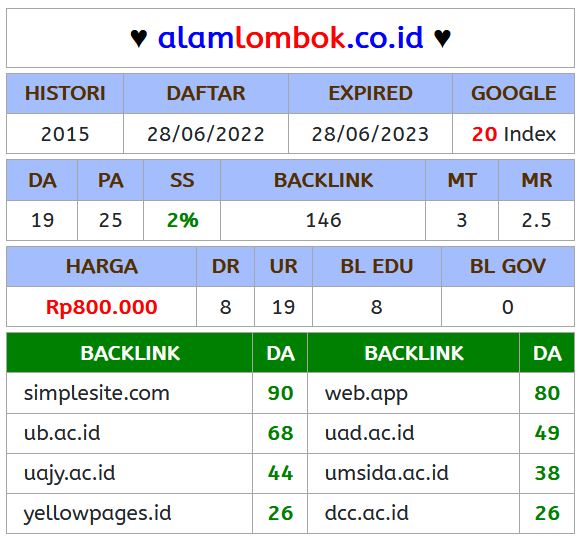 ♥ alamlombok.co.id ♥
HISTORI DAFTAR EXPIRED GOOGLE
2015 28/06/2022 28/06/2023 20 Index
DA PA SS BACKLINK MT MR
19 25 2% 146 3 2.5
HARGA DR UR BL EDU BL GOV
Rp800.000 8 19 8 0
BACKLINK DA BACKLINK DA
simplesite.com 90 web.app 80
ub.ac.id 68 uad.ac.id 49
uajy.ac.id 44 umsida.ac.id 38
yellowpages.id 26 dcc.ac.id 26